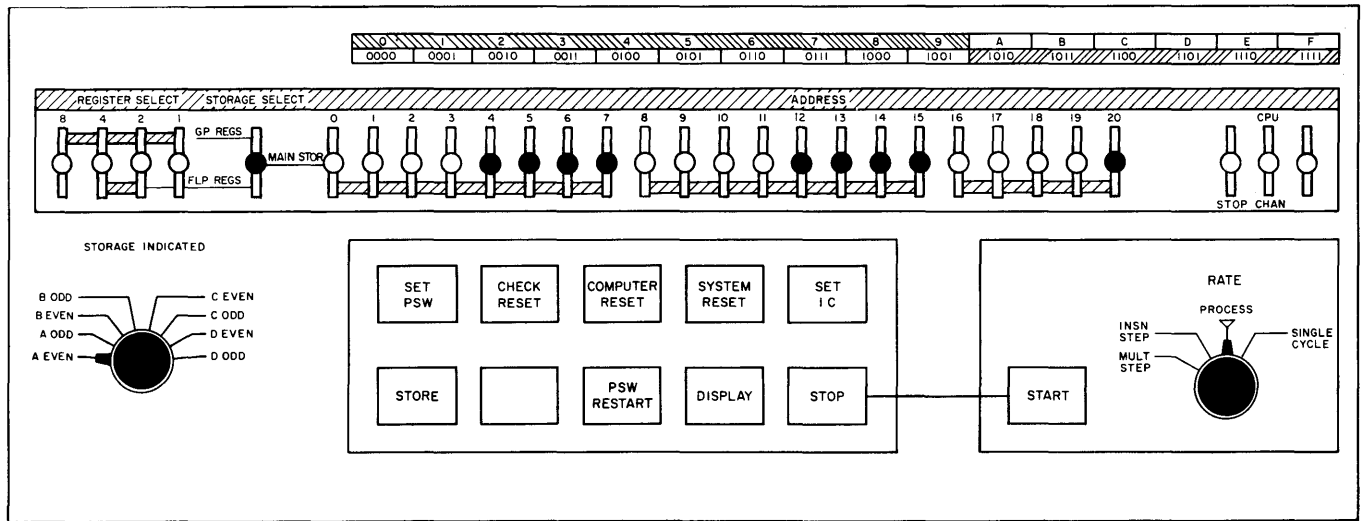 0 1 2 3 4 5 6 7 8 9 A B C D E F
0000 0001 0010 0011 0100 0101 0110 0111 1000 1001 1010 1011 1100 1101 1110 1111
REGISTER SELECT STORAGE SELECT ADDRESS
8 4 2 1 0 1 2 3 4 5 6 7 8 9 10 11 12 13 14 15 16 17 18 19 20 CPU
GP REGS
MAIN STOR
FLP REGS
STOP CHAN
STORAGE INDICATED
B ODD
B EVEN
A ODD
A EVEN
C EVEN
C ODD
D EVEN
D ODD
SET
PSW
CHECK
RESET
COMPUTER
RESET
SYSTEM
RESET
SET
I C
STORE
PSW
RESTART
DISPLAY
STOP
START
RATE
PROCESS
INSN
STEP
MULT
STEP
SINGLE
CYCLE